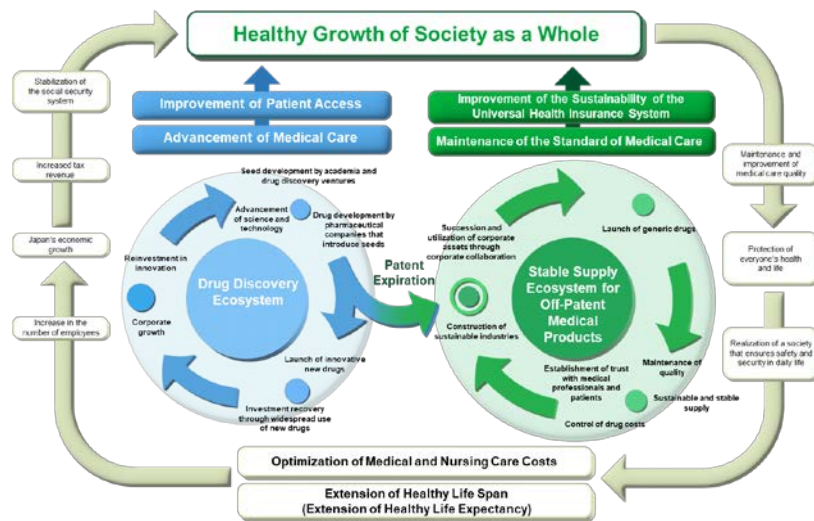 Healthy Growth of Society as a Whole
Stabilization of
the social security
system
Improvement of Patient Access
Advancement of Medical Care
Improvement of the Sustainability of the
Universal Health Insurance System
Maintenance of the Standard of Medical Care
Increased tax
revenue
Japan's economic
growth
Increase in the
number of employees
Seed development by academia and
drug discovery ventures
Advancement
of science and
technology
Drug development by
pharmaceutical
companies that
introduce seeds
Reinvestment in
innovation
Drug Discovery
Ecosystem
Corporate
growth
Launch of innovative
new drugs
Investment recovery
through widespread use
of new drugs
Patent
Expiration
Succession and
utilization of corporate
assets through
corporate collaboration
Launch of generic drugs
Stable Supply
Ecosystem for
Off-Patent
Medical
Products
Construction of
sustainable industries
Maintenance of
quality
Establishment of trust
with medical
professionals and
patients
Sustainable and stable
supply
Control of drug costs
Maintenance and
improvement of
medical care quality
Protection of
everyone's health
and life
Realization of a society
that ensures safety and
security in daily life
Optimization of Medical and Nursing Care Costs
Extension of Healthy Life Span
(Extension of Healthy Life Expectancy)